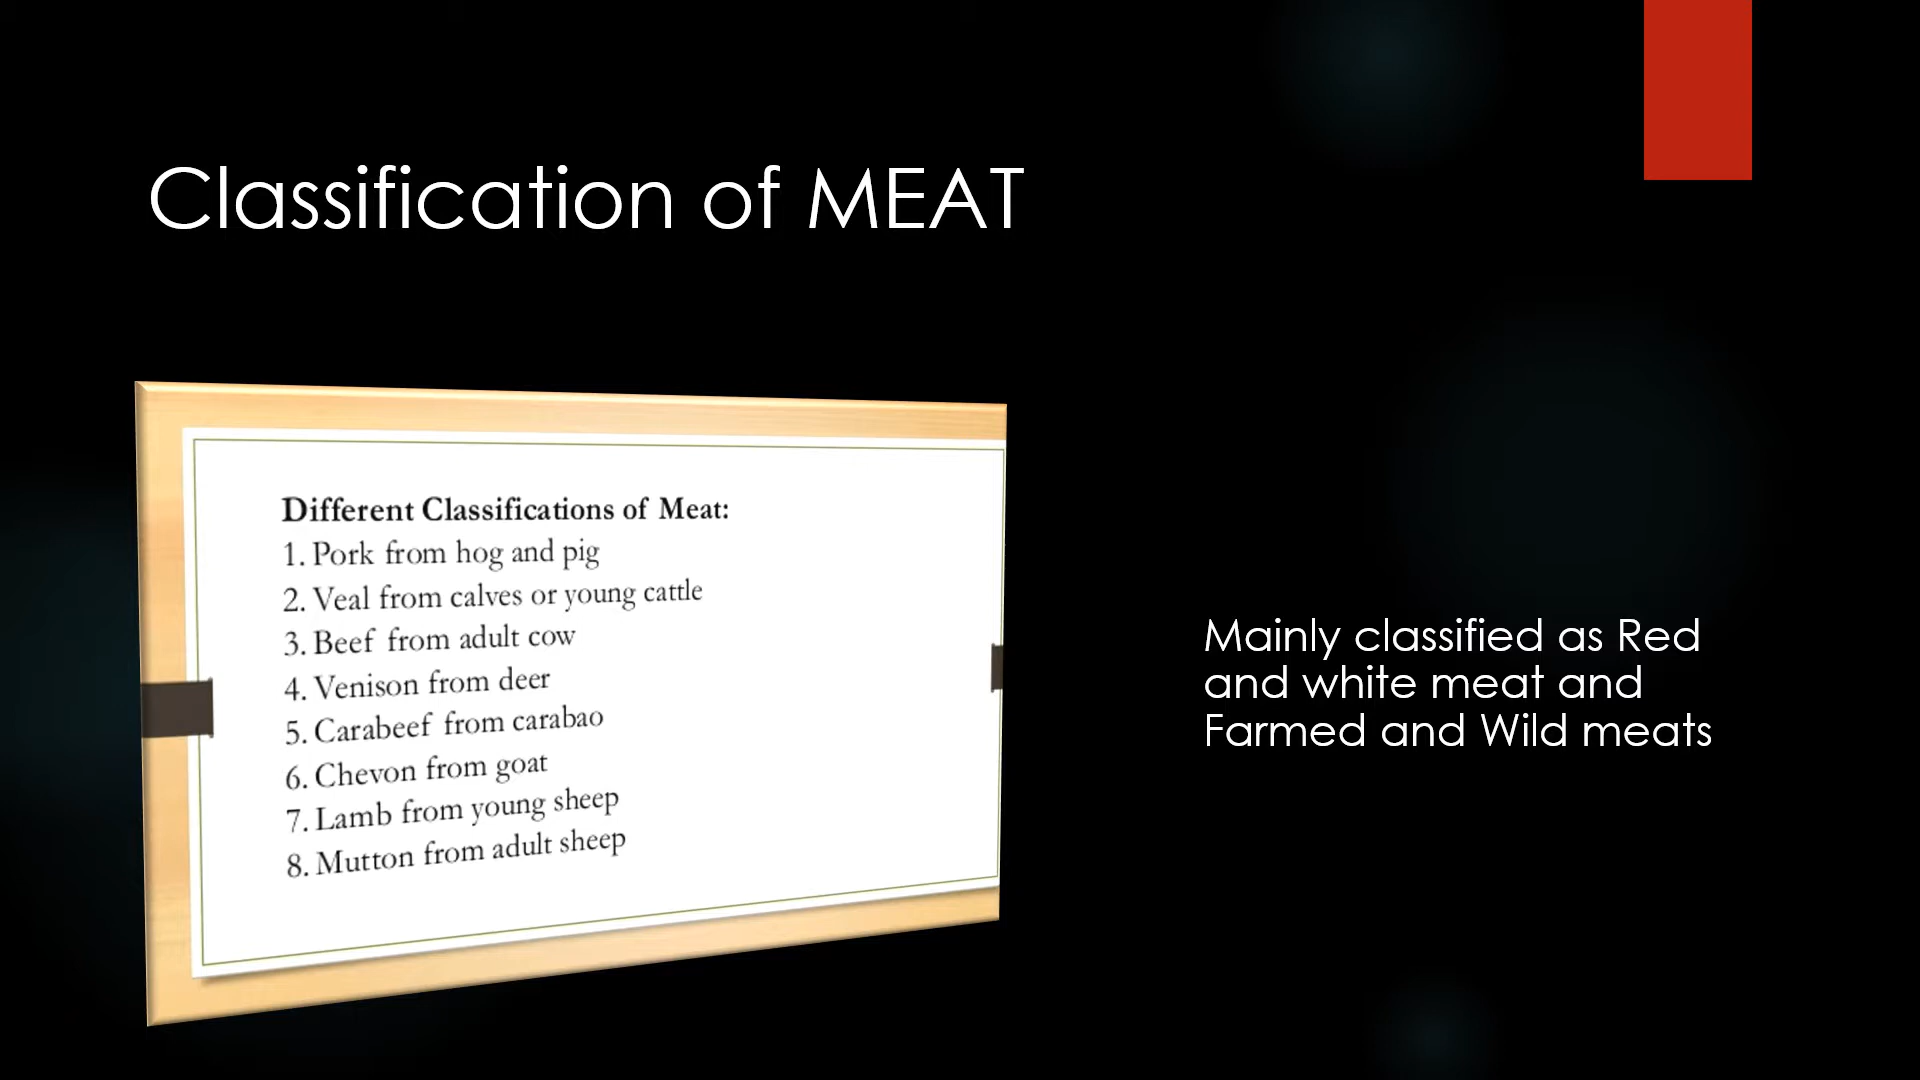 Classification of MEAT
Different Classifications of Meat:
1. Pork from hog and pig
2. Veal from calves or young cattle
3. Beef from adult cow
4. Venison from deer
5. Carabeef from carabao
6. Chevon from goat
7. Lamb from young sheep
8. Mutton from adult sheep
Mainly classified as Red
and white meat and
Farmed and Wild meats